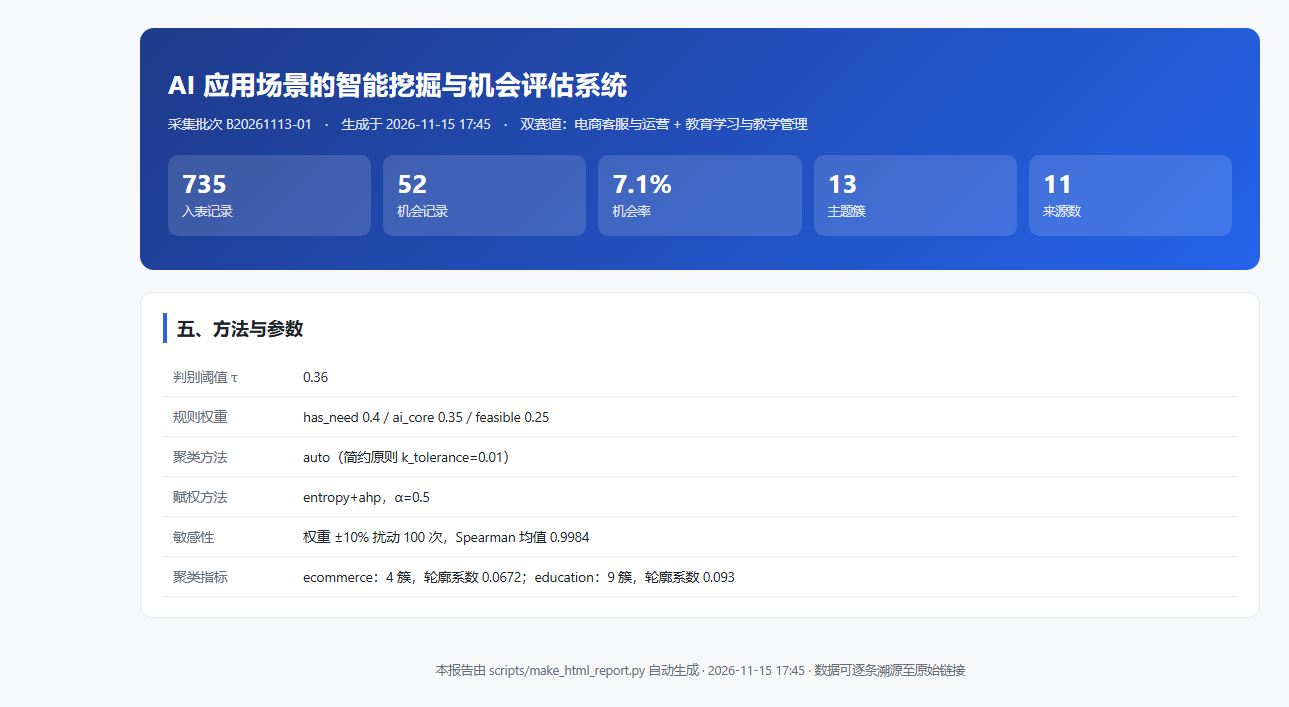 AI 应用场景的智能挖掘与机会评估系统
采集批次 B20261113-01 · 生成于 2026-11-15 17:45 · 双赛道：电商客服与运营 + 教育学习与教学管理
735 52 7.1% 13 11
入表记录 机会记录 机会率 主题簇 来源数
五、方法与参数
判别阈值 τ 0.36
规则权重 has_need 0.4 / ai_core 0.35 / feasible 0.25
聚类方法 auto（简约原则 k_tolerance=0.01）
赋权方法 entropy+ahp，α=0.5
敏感性 权重 ±10% 扰动 100 次，Spearman 均值 0.9984
聚类指标 ecommerce：4 簇，轮廓系数 0.0672；education：9 簇，轮廓系数 0.093
本报告由 scripts/make_html_report.py 自动生成 · 2026-11-15 17:45 · 数据可逐条溯源至原始链接